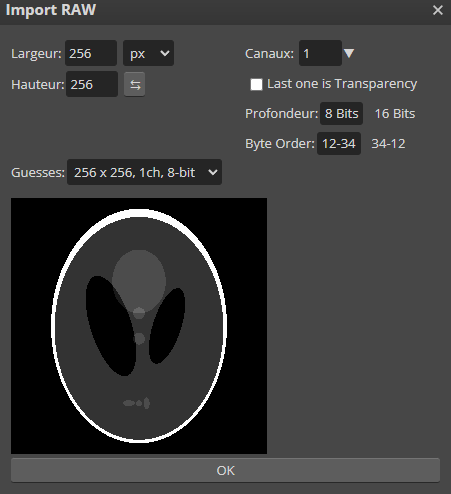 Import RAW ×
Largeur: 256 px Canaux: 1 ▼
Hauteur: 256 ⇆ Last one is Transparency
Profondeur: 8 Bits 16 Bits
Byte Order: 12-34 34-12
Guesses: 256 x 256, 1ch, 8-bit
OK